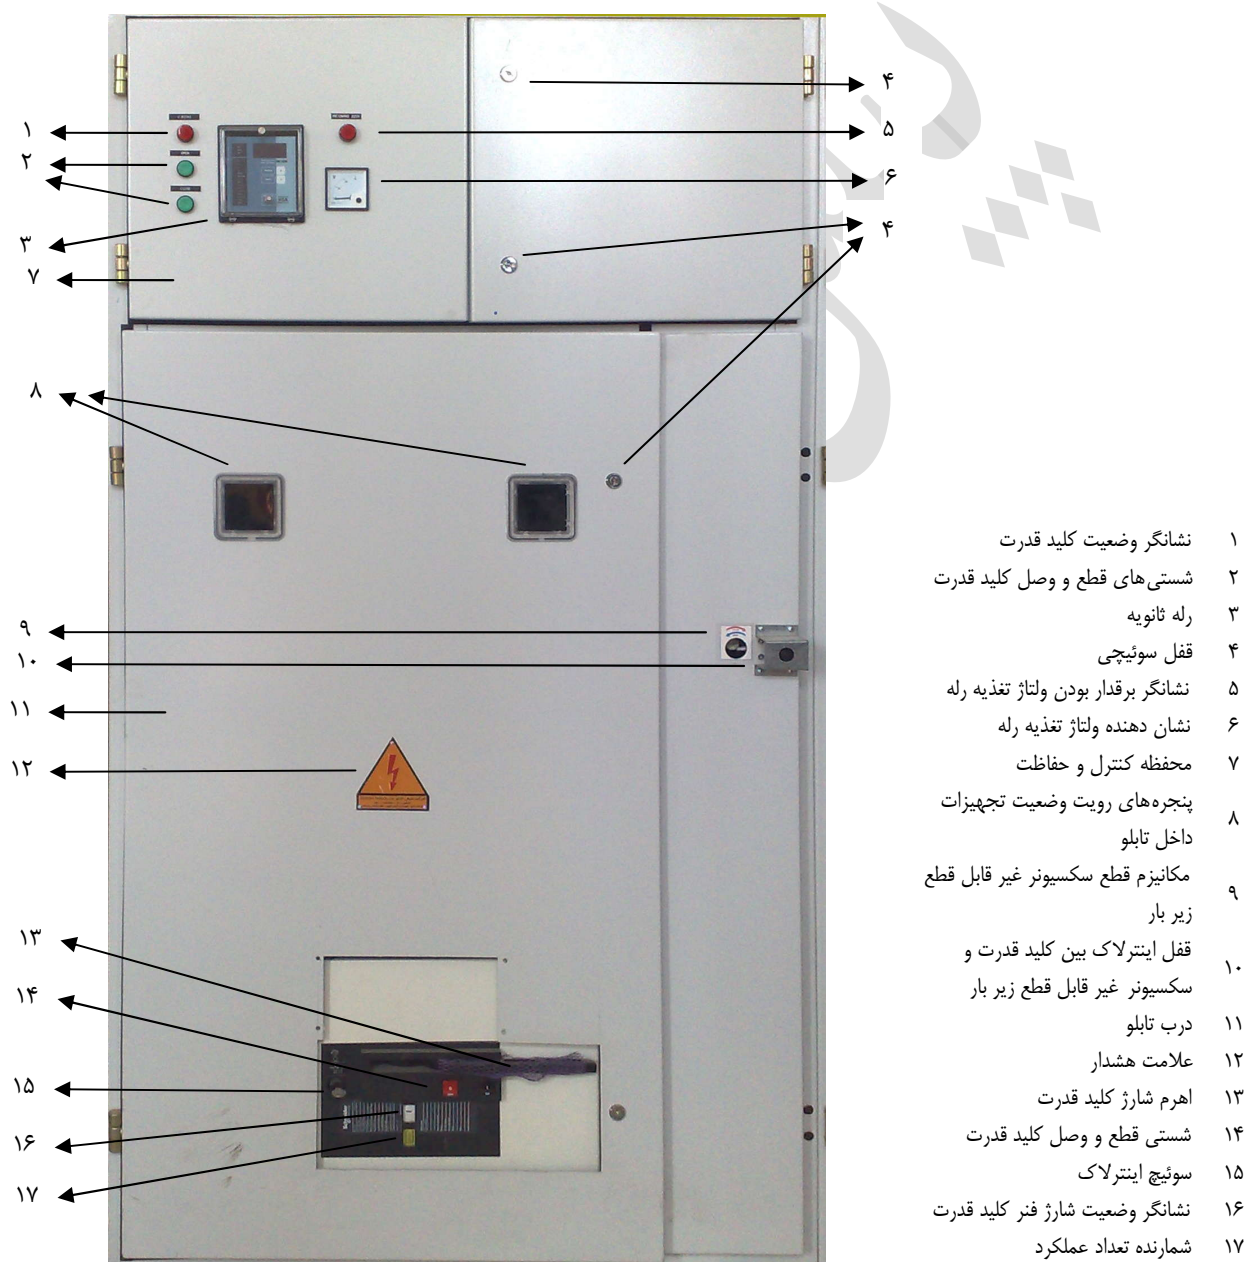 ۴
۱
۵
۲
۶
۳
۴
۷
۸
۹
۱۰
۱۱
۱۲
۱۳
۱۴
۱۵
۱۶
۱۷
۱ نشانگر وضعیت کلید قدرت
۲ شستی‌های قطع و وصل کلید قدرت
۳ رله ثانویه
۴ قفل سوئیچی
۵ نشانگر برقدار بودن ولتاژ تغذیه رله
۶ نشان دهنده ولتاژ تغذیه رله
۷ محفظه کنترل و حفاظت
۸ پنجره‌های رویت وضعیت تجهیزات
داخل تابلو
۹ مکانیزم قطع سکسیونر غیر قابل قطع
زیر بار
۱۰ قفل اینترلاک بین کلید قدرت و
سکسیونر غیر قابل قطع زیر بار
۱۱ درب تابلو
۱۲ علامت هشدار
۱۳ اهرم شارژ کلید قدرت
۱۴ شستی قطع و وصل کلید قدرت
۱۵ سوئیچ اینترلاک
۱۶ نشانگر وضعیت شارژ فنر کلید قدرت
۱۷ شمارنده تعداد عملکرد